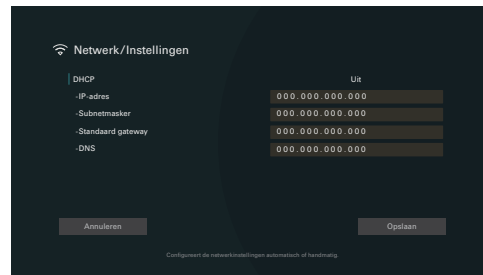 Netwerk/Instellingen
DHCP Uit
-IP-adres 000.000.000.000
-Subnetmasker 000.000.000.000
-Standaard gateway 000.000.000.000
-DNS 000.000.000.000
Annuleren Opslaan
Configureert de netwerkinstellingen automatisch of handmatig.